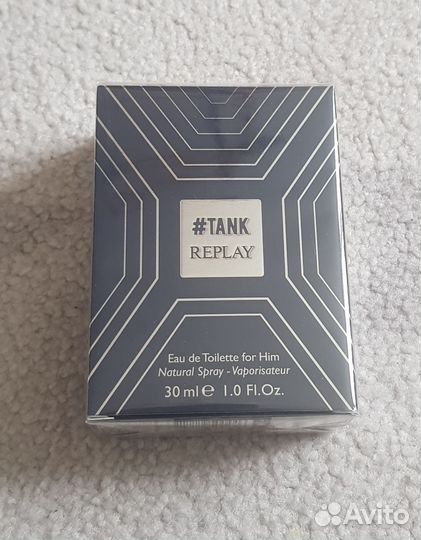 #TANK
REPLAY
Eau de Toilette for Him
Natural Spray - Vaporisateur
30 ml ℮ 1.0 Fl.Oz.
Avito